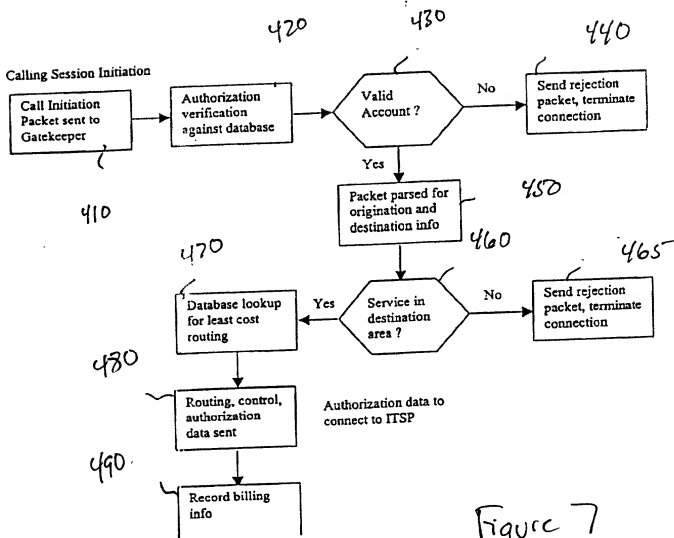 420
430
440
Calling Session Initiation
Call Initiation
Packet sent to
Gatekeeper
Authorization
verification
against database
Valid
Account ?
No
Send rejection
packet, terminate
connection
410
Yes
Packet parsed for
origination and
destination info
450
470
460
465
Database lookup
for least cost
routing
Yes
Service in
destination
area ?
No
Send rejection
packet, terminate
connection
480
Routing, control,
authorization
data sent
Authorization data to
connect to ITSP
490
Record billing
info
Figure 7